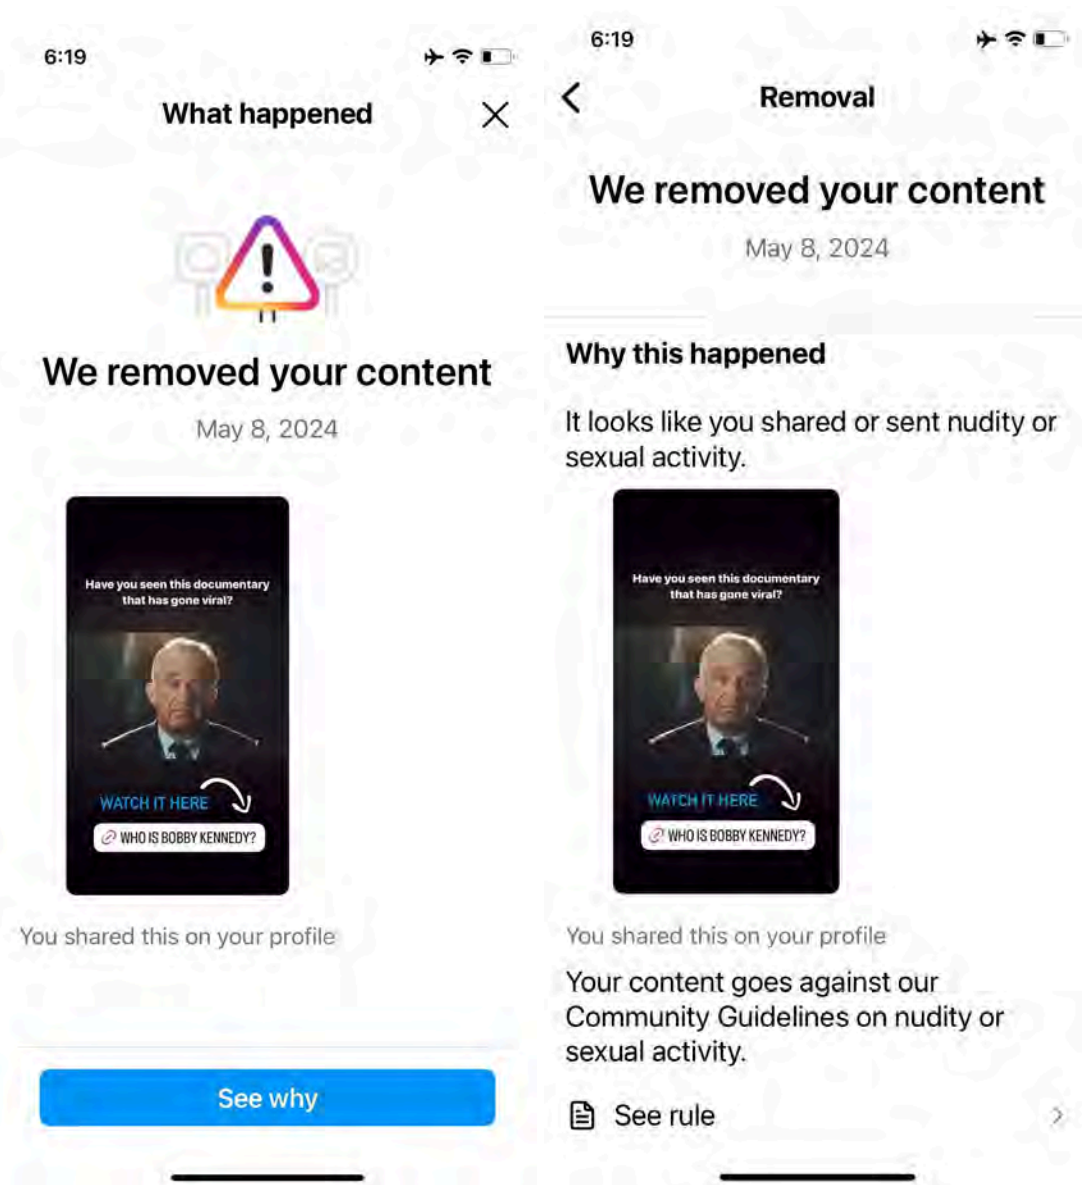 6:19
What happened
We removed your content
May 8, 2024
Have you seen this documentary
that has gone viral?
WATCH IT HERE
WHO IS BOBBY KENNEDY?
You shared this on your profile
See why
6:19
Removal
We removed your content
May 8, 2024
Why this happened
It looks like you shared or sent nudity or
sexual activity.
Have you seen this documentary
that has gone viral?
WATCH IT HERE
WHO IS BOBBY KENNEDY?
You shared this on your profile
Your content goes against our
Community Guidelines on nudity or
sexual activity.
See rule